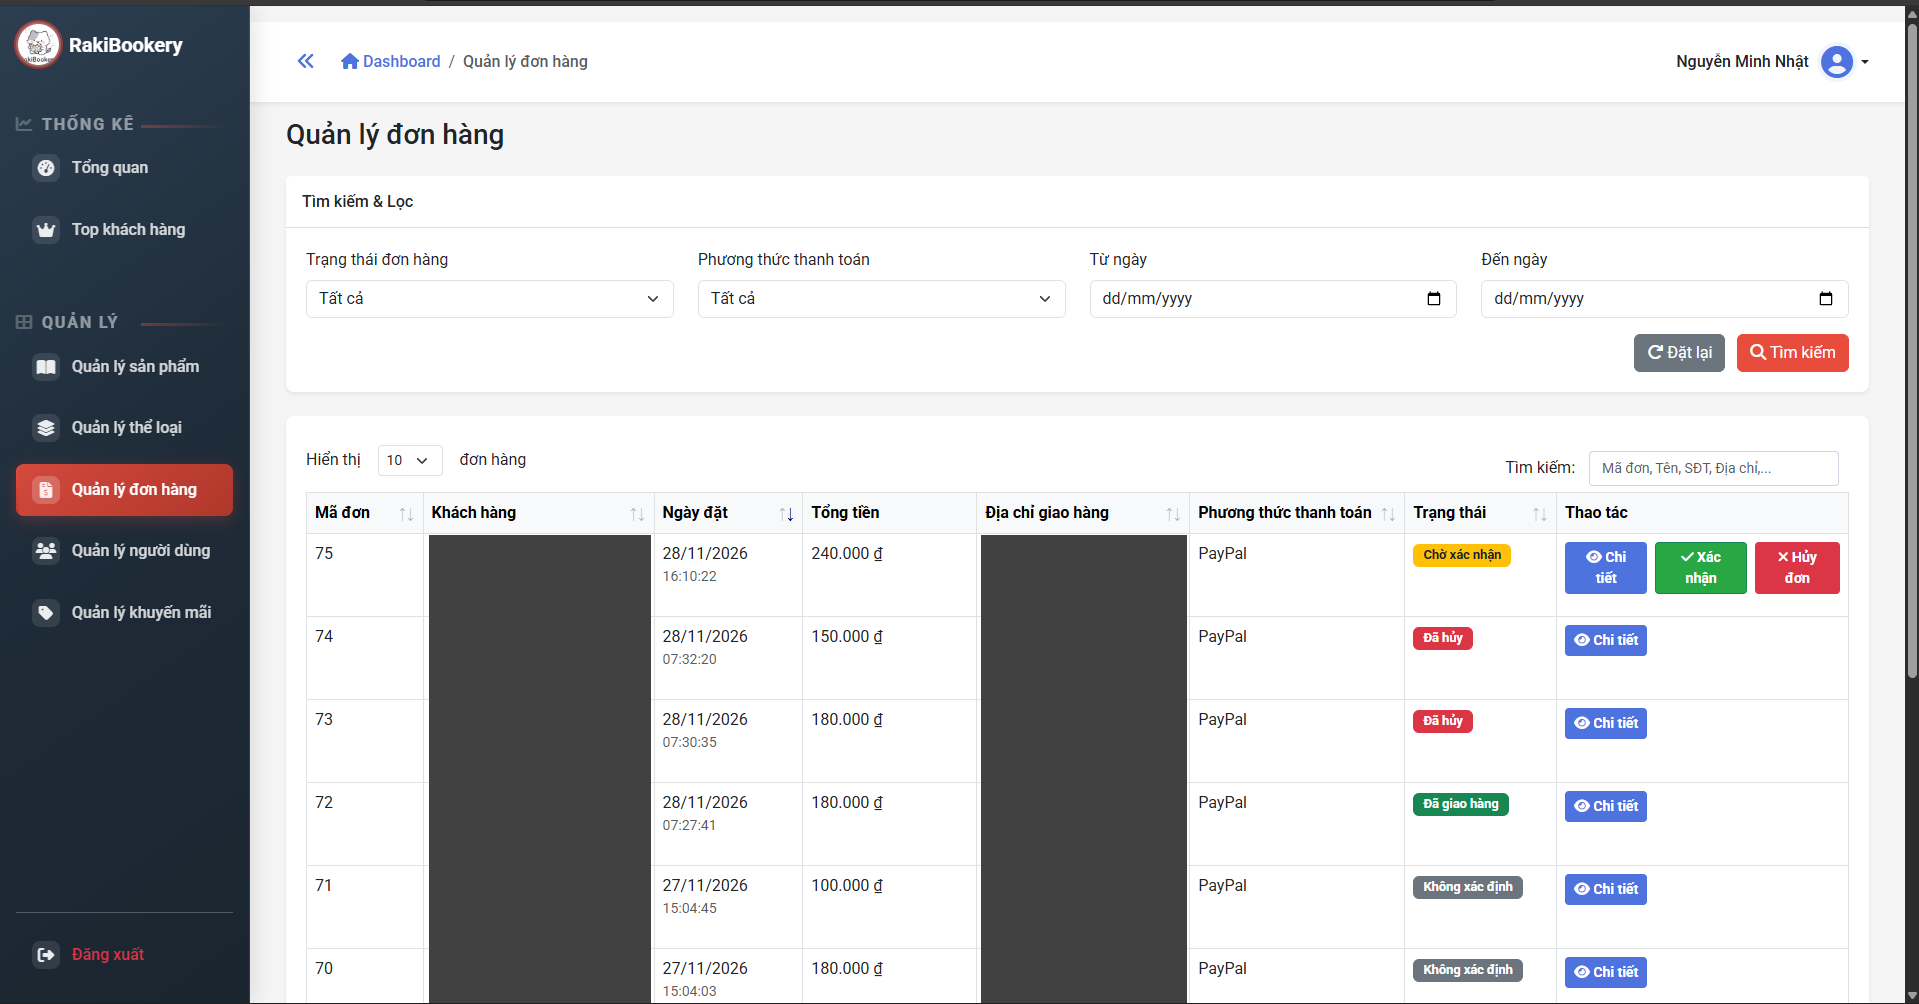 RakiBookery
THỐNG KÊ
Tổng quan
Top khách hàng
QUẢN LÝ
Quản lý sản phẩm
Quản lý thể loại
Quản lý đơn hàng
Quản lý người dùng
Quản lý khuyến mãi
Đăng xuất
Dashboard / Quản lý đơn hàng
Nguyễn Minh Nhật
Quản lý đơn hàng
Tìm kiếm & Lọc
Trạng thái đơn hàng Phương thức thanh toán Từ ngày Đến ngày
Tất cả Tất cả dd/mm/yyyy dd/mm/yyyy
Đặt lại Tìm kiếm
Hiển thị 10 đơn hàng
Tìm kiếm: Mã đơn, Tên, SĐT, Địa chỉ,...
Mã đơn Khách hàng Ngày đặt Tổng tiền Địa chỉ giao hàng Phương thức thanh toán Trạng thái Thao tác
75 28/11/2026 240.000 ₫ PayPal Chờ xác nhận Chi tiết Xác nhận Hủy đơn
16:10:22
74 28/11/2026 150.000 ₫ PayPal Đã hủy Chi tiết
07:32:20
73 28/11/2026 180.000 ₫ PayPal Đã hủy Chi tiết
07:30:35
72 28/11/2026 180.000 ₫ PayPal Đã giao hàng Chi tiết
07:27:41
71 27/11/2026 100.000 ₫ PayPal Không xác định Chi tiết
15:04:45
70 27/11/2026 180.000 ₫ PayPal Không xác định Chi tiết
15:04:03